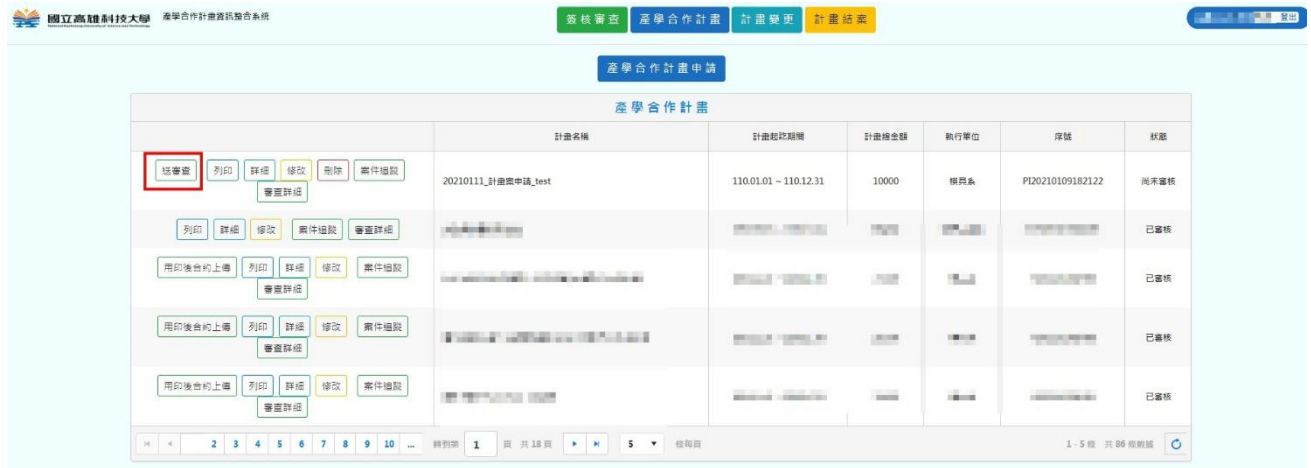 國立高雄科技大學 產學合作計畫資訊整合系統
簽核審查 產學合作計畫 計畫變更 計畫結案
登出
產學合作計畫申請
產學合作計畫
計畫名稱 計畫起訖期間 計畫總金額 執行單位 序號 狀態
送審查 列印 詳細 修改 刪除 案件追蹤
審查詳細
20210111_計畫案申請_test 110.01.01 ~ 110.12.31 10000 模具系 PI20210109182122 尚未審核
列印 詳細 修改 案件追蹤 審查詳細 已審核
用印後合約上傳 列印 詳細 修改 案件追蹤
審查詳細
已審核
用印後合約上傳 列印 詳細 修改 案件追蹤
審查詳細
已審核
用印後合約上傳 列印 詳細 修改 案件追蹤
審查詳細
已審核
2 3 4 5 6 7 8 9 10 ... 轉到第 1 頁 共 18 頁 5 條每頁 1 - 5 條 共 86 條數據